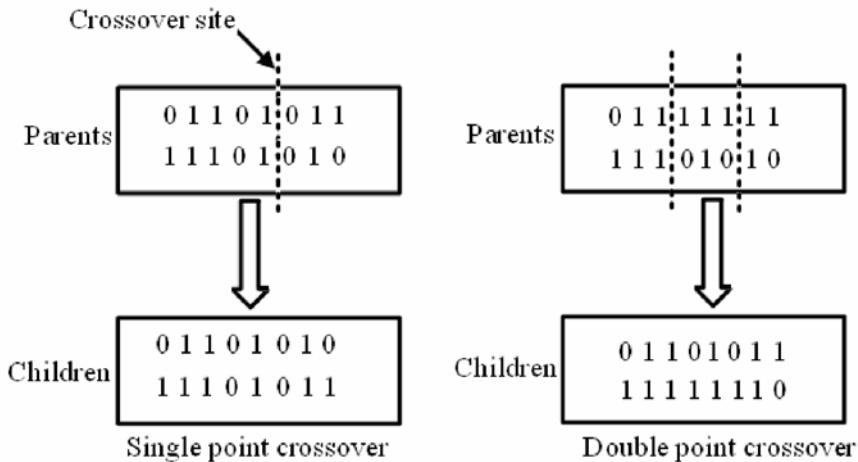 Crossover site
Parents
0 1 1 0 1 0 1 1
1 1 1 0 1 0 1 0
Children
0 1 1 0 1 0 1 0
1 1 1 0 1 0 1 1
Single point crossover
Parents
0 1 1 1 1 1 1 1
1 1 1 0 1 0 1 0
Children
0 1 1 0 1 0 1 1
1 1 1 1 1 1 1 0
Double point crossover